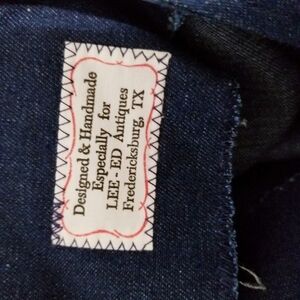 Designed & Handmade
Especially for
LEE - ED Antiques
Fredericksburg, TX